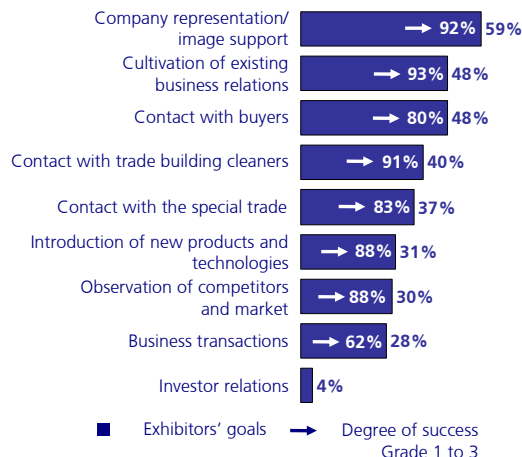 Company representation/
image support
→ 92% 59%
Cultivation of existing
business relations
→ 93% 48%
Contact with buyers → 80% 48%
Contact with trade building cleaners → 91% 40%
Contact with the special trade → 83% 37%
Introduction of new products and
technologies
→ 88% 31%
Observation of competitors
and market
→ 88% 30%
Business transactions → 62% 28%
Investor relations 4%
Exhibitors' goals → Degree of success
Grade 1 to 3